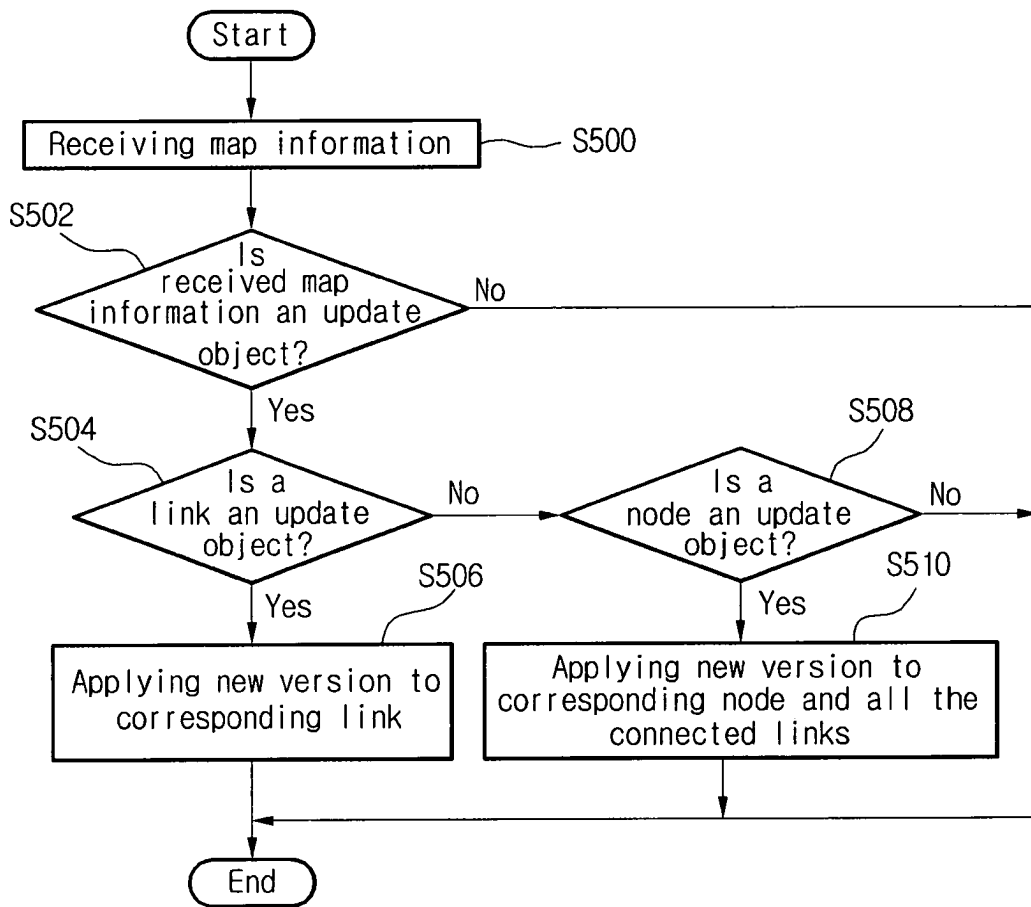 Start
Receiving map information
S500
S502
Is
received map
information an update
object?
No
Yes
S504
Is a
link an update
object?
No
S508
Is a
node an update
object?
No
Yes
S506
Applying new version to
corresponding link
Yes
S510
Applying new version to
corresponding node and all the
connected links
End